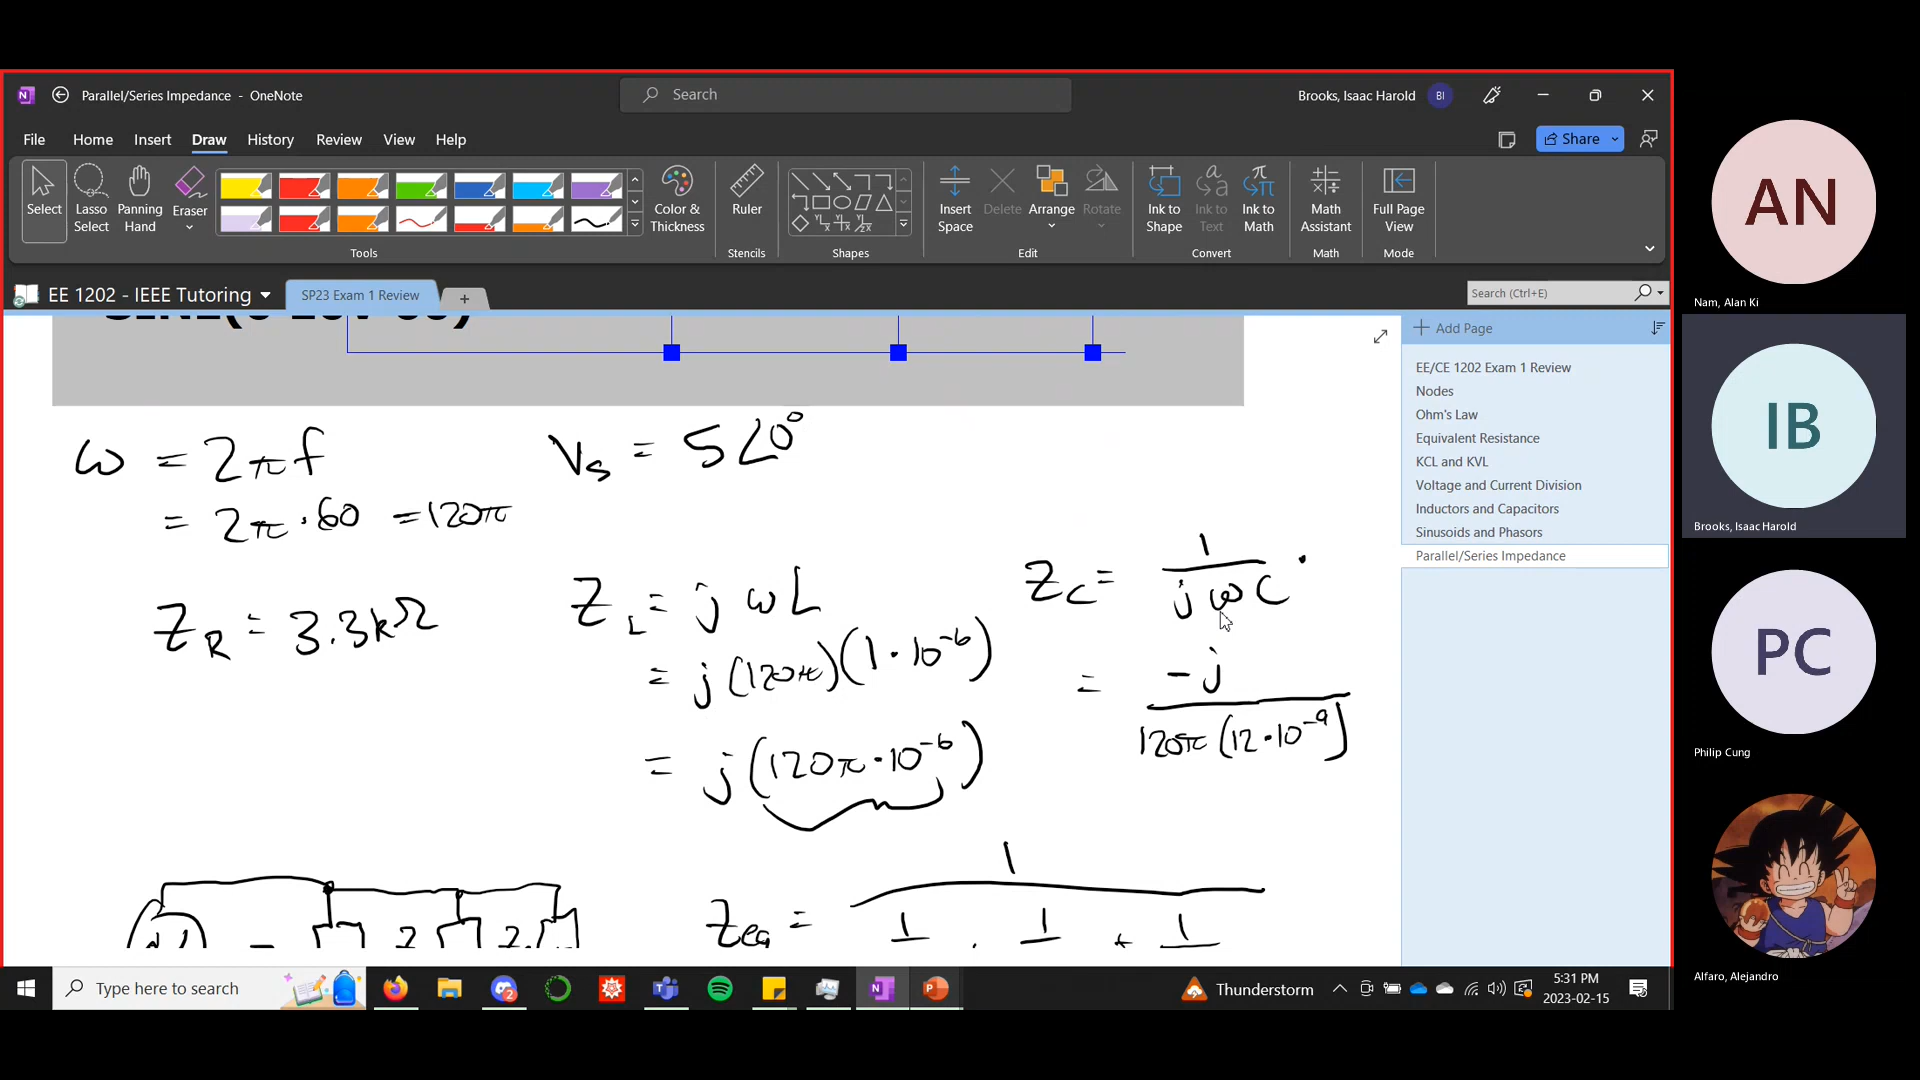 Parallel/Series Impedance - OneNote
Search
Brooks, Isaac Harold
BI
File Home Insert Draw History Review View Help
Share
Select
Lasso Select
Panning Hand
Eraser
Color & Thickness
Ruler
Insert Space
Delete
Arrange
Rotate
Ink to Shape
Ink to Text
Ink to Math
Math Assistant
Full Page View
Tools
Stencils
Shapes
Edit
Convert
Math
Mode
EE 1202 - IEEE Tutoring
SP23 Exam 1 Review
Search (Ctrl+E)
Add Page
EE/CE 1202 Exam 1 Review
Nodes
Ohm's Law
Equivalent Resistance
KCL and KVL
Voltage and Current Division
Inductors and Capacitors
Sinusoids and Phasors
Parallel/Series Impedance
ω = 2πf
= 2π·60 = 120π
Vs = 5∠0°
Z_R = 3.3kΩ
Z_L = jωL
= j(120π)(1·10^-6)
= j(120π·10^-6)
Z_C = 1/(jωC) ·
= -j/(120π(12·10^-9))
Zeq = 1
1 1 + 1
AN
Nam, Alan Ki
IB
Brooks, Isaac Harold
PC
Philip Cung
Alfaro, Alejandro
Type here to search
Thunderstorm
5:31 PM
2023-02-15